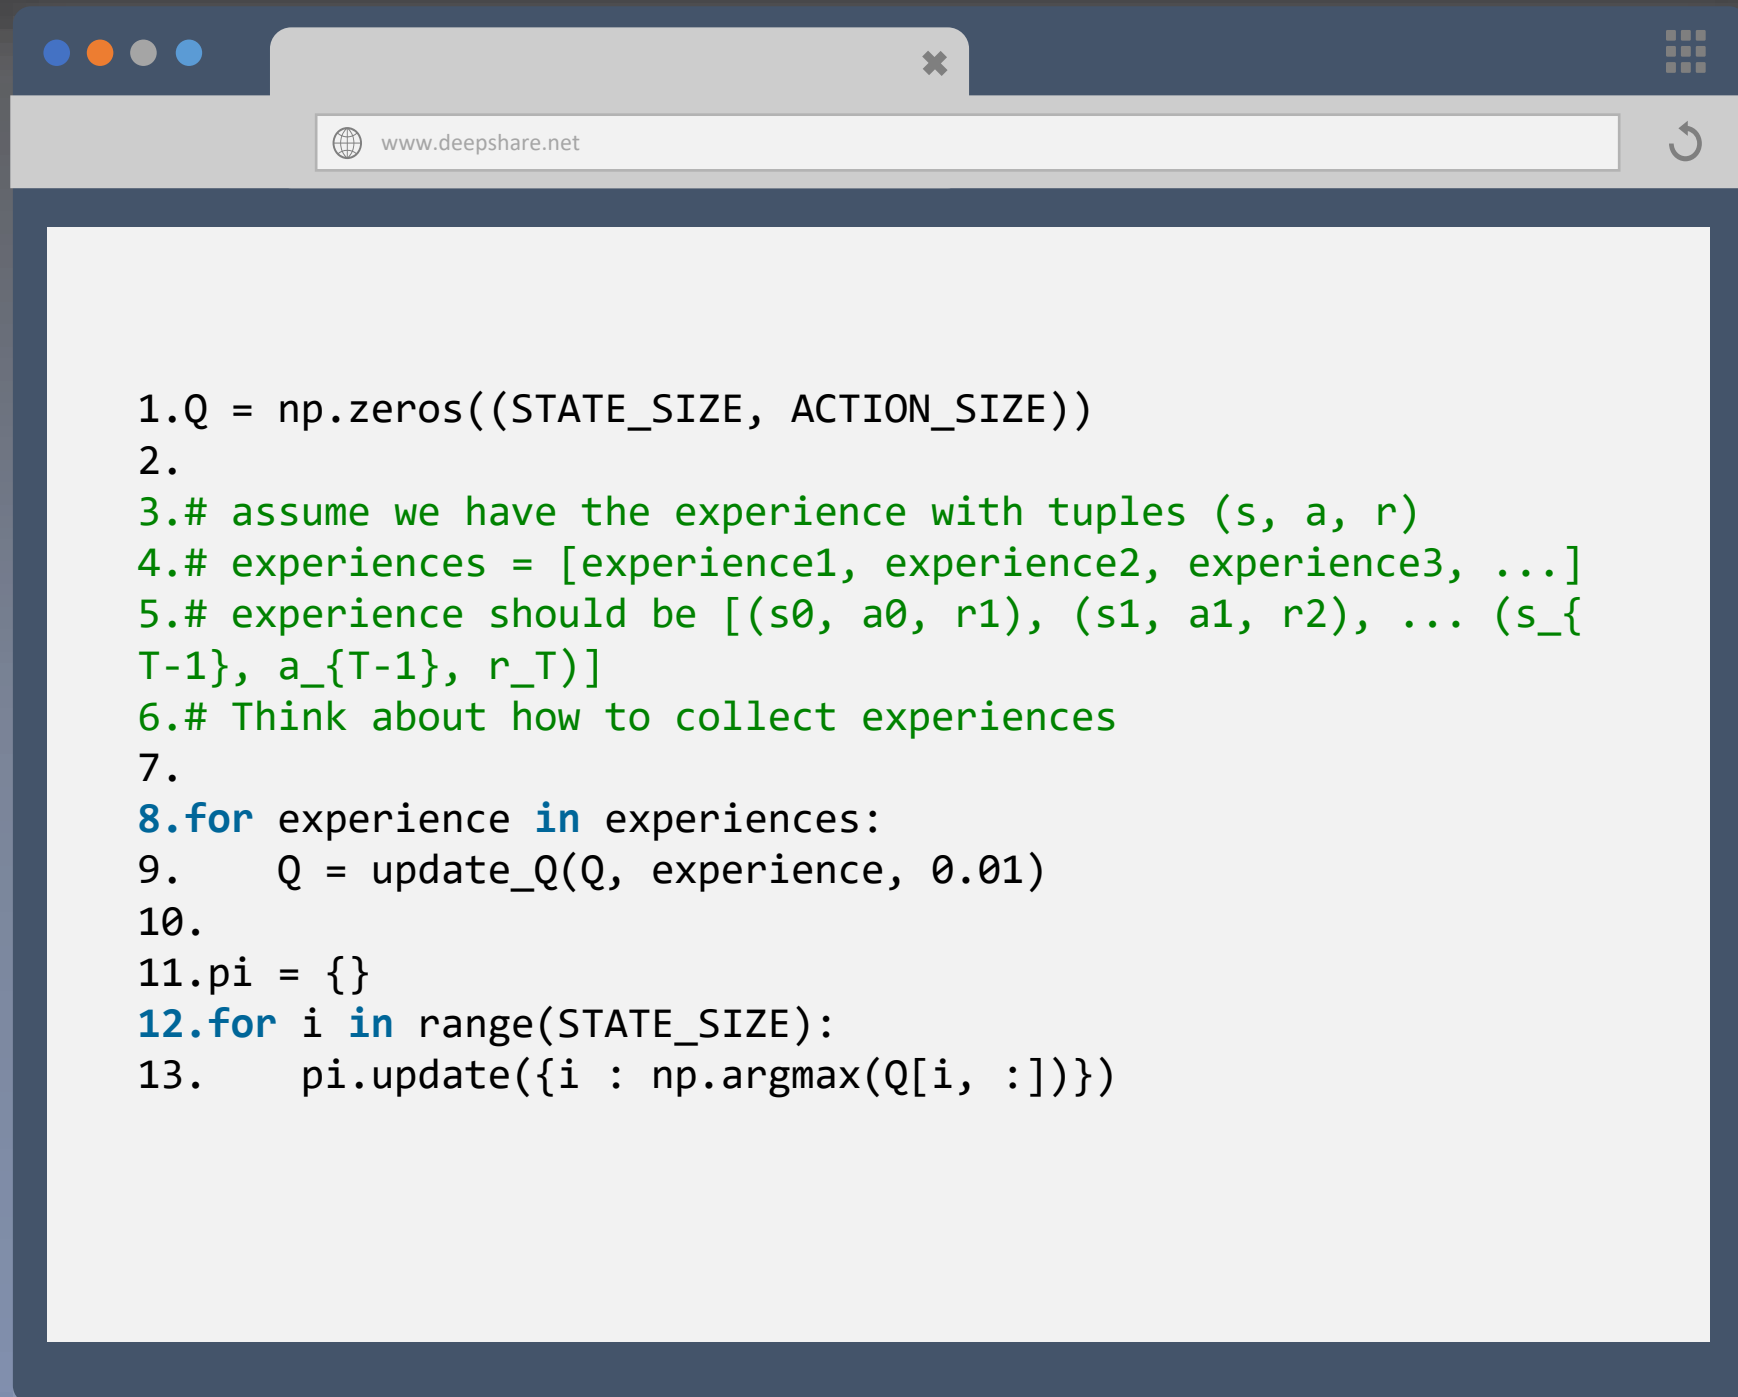 www.deepshare.net
1.Q = np.zeros((STATE_SIZE, ACTION_SIZE))
2.
3.# assume we have the experience with tuples (s, a, r)
4.# experiences = [experience1, experience2, experience3, ...]
5.# experience should be [(s0, a0, r1), (s1, a1, r2), ... (s_{
T-1}, a_{T-1}, r_T)]
6.# Think about how to collect experiences
7.
8.for experience in experiences:
9.    Q = update_Q(Q, experience, 0.01)
10.
11.pi = {}
12.for i in range(STATE_SIZE):
13.    pi.update({i : np.argmax(Q[i, :])})